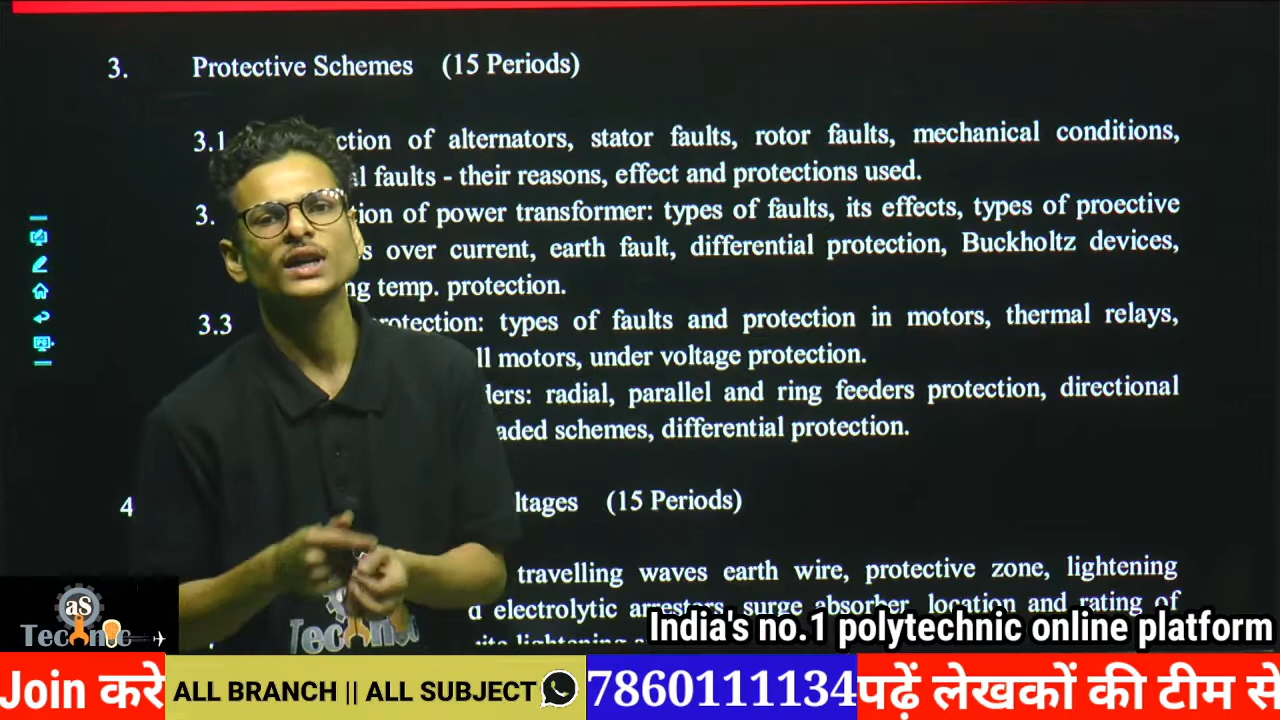 3. Protective Schemes (15 Periods)
3.1 ction of alternators, stator faults, rotor faults, mechanical conditions,
faults - their reasons, effect and protections used.
3. tion of power transformer: types of faults, its effects, types of proective
over current, earth fault, differential protection, Buckholtz devices,
temp. protection.
3.3 rotection: types of faults and protection in motors, thermal relays,
ll motors, under voltage protection.
ders: radial, parallel and ring feeders protection, directional
aded schemes, differential protection.
4 ltages (15 Periods)
travelling waves earth wire, protective zone, lightening
electrolytic arresters, surge absorber, location and rating of
aS
Tecnic
Tecnic
India's no.1 polytechnic online platform
Join करे ALL BRANCH || ALL SUBJECT 7860111134 पढ़ें लेखकों की टीम से